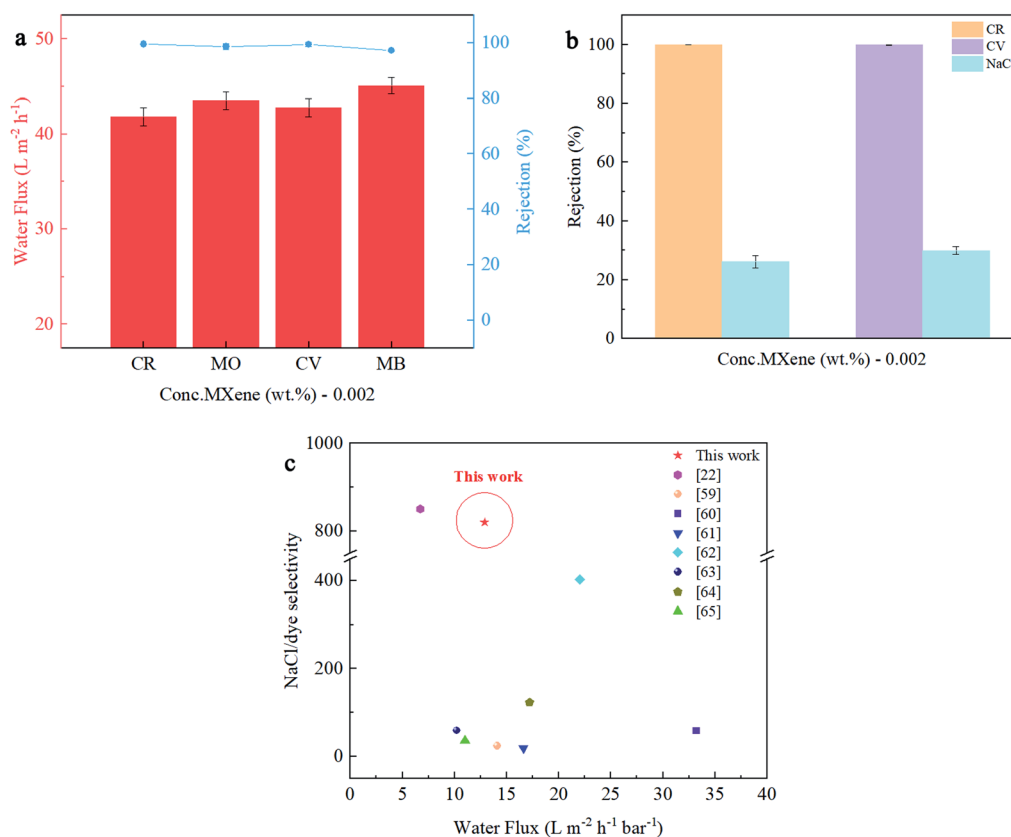 a
50
40
30
20
Water Flux (L m⁻² h⁻¹)
100
80
60
40
20
0
Rejection (%)
CR MO CV MB
Conc.MXene (wt.%) - 0.002
b
CR
CV
NaC
100
80
60
40
20
0
Rejection (%)
Conc.MXene (wt.%) - 0.002
c
1000
800
400
200
0
NaCl/dye selectivity
This work
This work
[22]
[59]
[60]
[61]
[62]
[63]
[64]
[65]
0 5 10 15 20 25 30 35 40
Water Flux (L m⁻² h⁻¹ bar⁻¹)